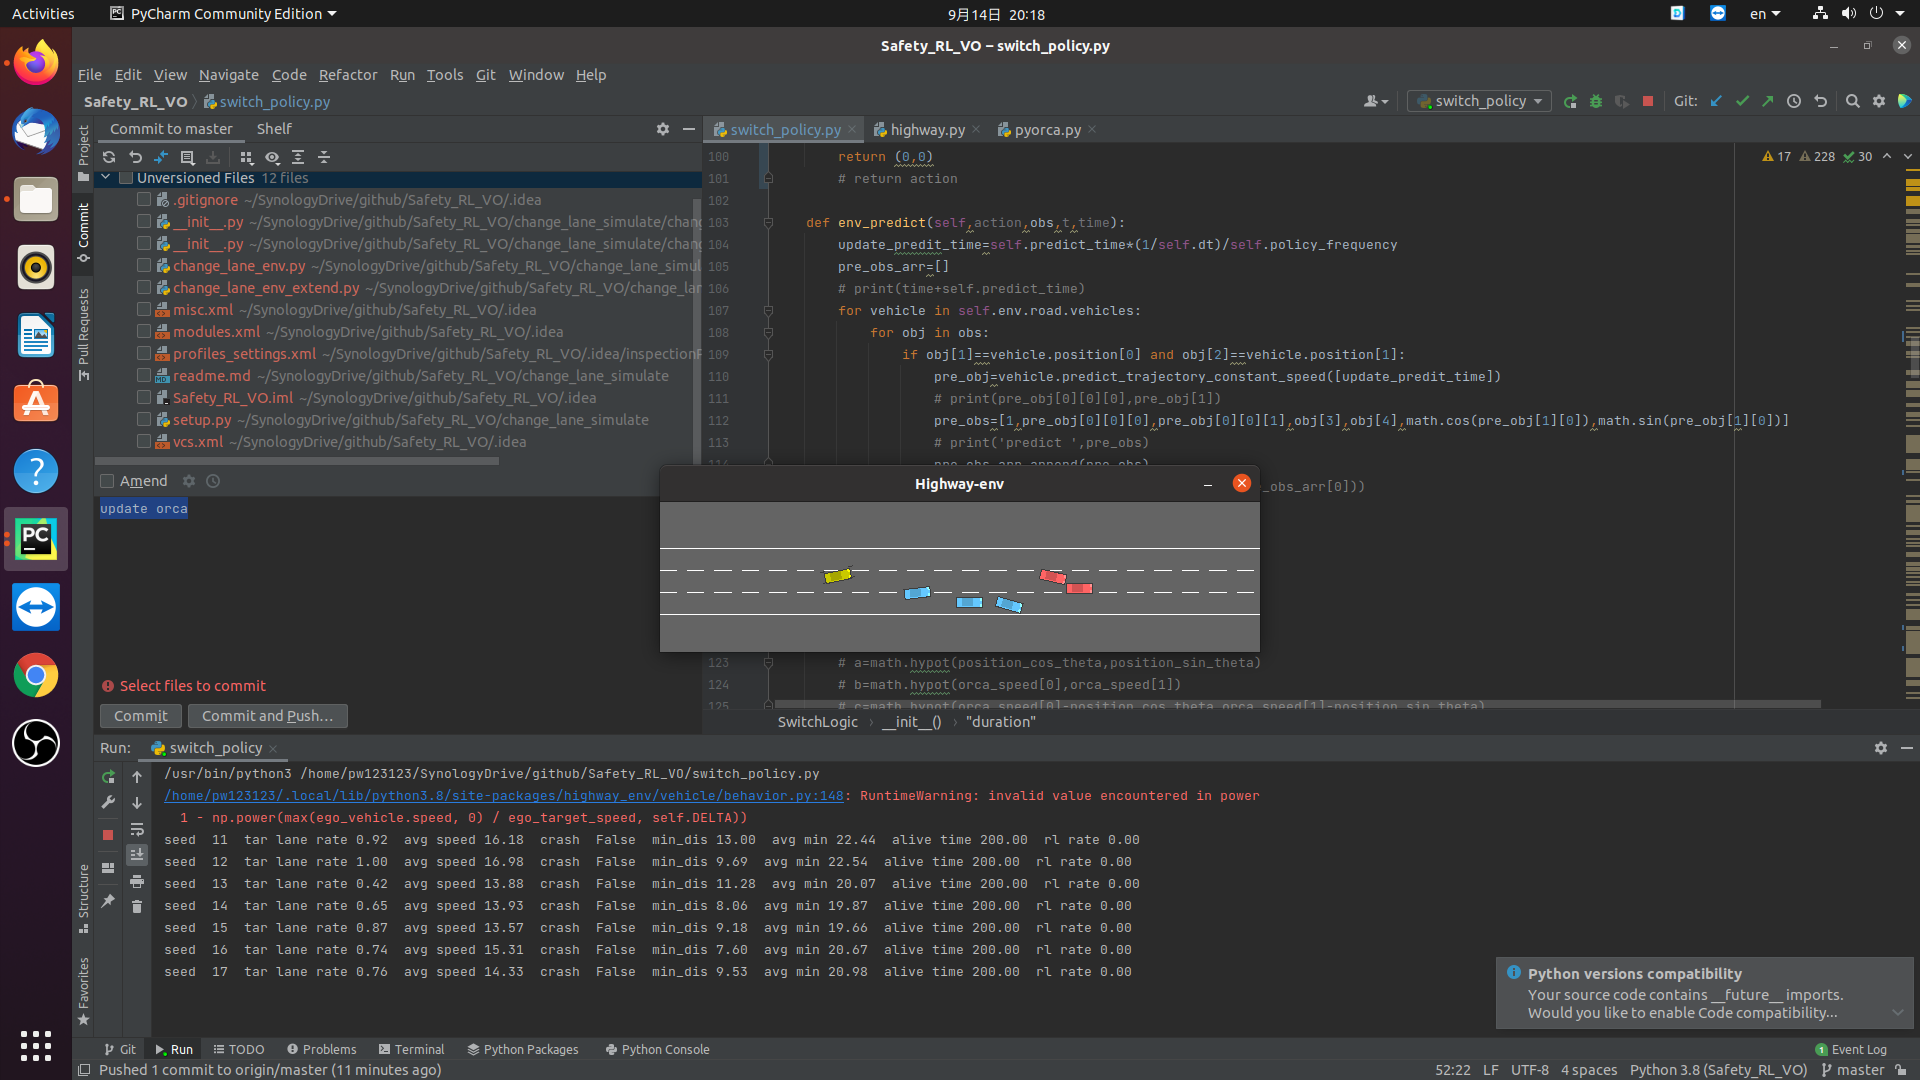 Activities PyCharm Community Edition 9月14日 20:18 en
Safety_RL_VO – switch_policy.py
File Edit View Navigate Code Refactor Run Tools Git Window Help
Safety_RL_VO switch_policy.py switch_policy Git:
Project
Commit
Pull Requests
Structure
Favorites
Commit to master Shelf
Unversioned Files 12 files
.gitignore ~/SynologyDrive/github/Safety_RL_VO/.idea
__init__.py ~/SynologyDrive/github/Safety_RL_VO/change_lane_simulate/chang
__init__.py ~/SynologyDrive/github/Safety_RL_VO/change_lane_simulate/chang
change_lane_env.py ~/SynologyDrive/github/Safety_RL_VO/change_lane_simul
change_lane_env_extend.py ~/SynologyDrive/github/Safety_RL_VO/change_lar
misc.xml ~/SynologyDrive/github/Safety_RL_VO/.idea
modules.xml ~/SynologyDrive/github/Safety_RL_VO/.idea
profiles_settings.xml ~/SynologyDrive/github/Safety_RL_VO/.idea/inspectionF
readme.md ~/SynologyDrive/github/Safety_RL_VO/change_lane_simulate
Safety_RL_VO.iml ~/SynologyDrive/github/Safety_RL_VO/.idea
setup.py ~/SynologyDrive/github/Safety_RL_VO/change_lane_simulate
vcs.xml ~/SynologyDrive/github/Safety_RL_VO/.idea
Amend
update orca
Select files to commit
Commit Commit and Push...
switch_policy.py highway.py pyorca.py
17 228 30
100 return (0,0)
101 # return action
102
103 def env_predict(self,action,obs,t,time):
104 update_predit_time=self.predict_time*(1/self.dt)/self.policy_frequency
105 pre_obs_arr=[]
106 # print(time+self.predict_time)
107 for vehicle in self.env.road.vehicles:
108 for obj in obs:
109 if obj[1]==vehicle.position[0] and obj[2]==vehicle.position[1]:
110 pre_obj=vehicle.predict_trajectory_constant_speed([update_predit_time])
111 # print(pre_obj[0][0],pre_obj[1])
112 pre_obs=[1,pre_obj[0][0][0],pre_obj[0][0][1],obj[3],obj[4],math.cos(pre_obj[1][0]),math.sin(pre_obj[1][0])]
113 # print('predict ',pre_obs)
114 pre_obs_arr.append(pre_obs)
_obs_arr[0]))
Highway-env
123 # a=math.hypot(position_cos_theta,position_sin_theta)
124 # b=math.hypot(orca_speed[0],orca_speed[1])
125 # c=math.hypot(orca_speed[0]-position_cos_theta,orca_speed[1]-position_sin_theta)
SwitchLogic __init__() "duration"
Run: switch_policy
/usr/bin/python3 /home/pw123123/SynologyDrive/github/Safety_RL_VO/switch_policy.py
/home/pw123123/.local/lib/python3.8/site-packages/highway_env/vehicle/behavior.py:148: RuntimeWarning: invalid value encountered in power
1 - np.power(max(ego_vehicle.speed, 0) / ego_target_speed, self.DELTA))
seed 11 tar lane rate 0.92 avg speed 16.18 crash False min_dis 13.00 avg min 22.44 alive time 200.00 rl rate 0.00
seed 12 tar lane rate 1.00 avg speed 16.98 crash False min_dis 9.69 avg min 22.54 alive time 200.00 rl rate 0.00
seed 13 tar lane rate 0.42 avg speed 13.88 crash False min_dis 11.28 avg min 20.07 alive time 200.00 rl rate 0.00
seed 14 tar lane rate 0.65 avg speed 13.93 crash False min_dis 8.06 avg min 19.87 alive time 200.00 rl rate 0.00
seed 15 tar lane rate 0.87 avg speed 13.57 crash False min_dis 9.18 avg min 19.66 alive time 200.00 rl rate 0.00
seed 16 tar lane rate 0.74 avg speed 15.31 crash False min_dis 7.60 avg min 20.67 alive time 200.00 rl rate 0.00
seed 17 tar lane rate 0.76 avg speed 14.33 crash False min_dis 9.53 avg min 20.98 alive time 200.00 rl rate 0.00
Python versions compatibility
Your source code contains __future__ imports.
Would you like to enable Code compatibility...
Git Run TODO Problems Terminal Python Packages Python Console 1 Event Log
Pushed 1 commit to origin/master (11 minutes ago) 52:22 LF UTF-8 4 spaces Python 3.8 (Safety_RL_VO) master